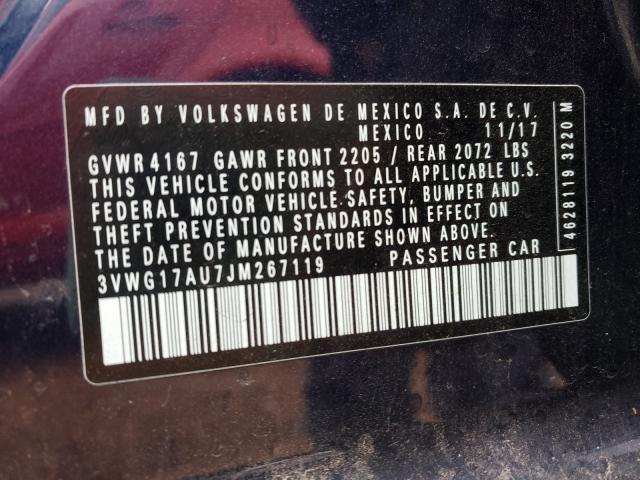 MFD BY VOLKSWAGEN DE MEXICO S.A. DE C.V.
MEXICO 11/17
GVWR 4167 GAWR FRONT 2205 / REAR 2072 LBS
THIS VEHICLE CONFORMS TO ALL APPLICABLE U.S.
FEDERAL MOTOR VEHICLE SAFETY, BUMPER AND
THEFT PREVENTION STANDARDS IN EFFECT ON
THE DATE OF MANUFACTURE SHOWN ABOVE.
3VWG17AU7JM267119 PASSENGER CAR
4628119 3220 M